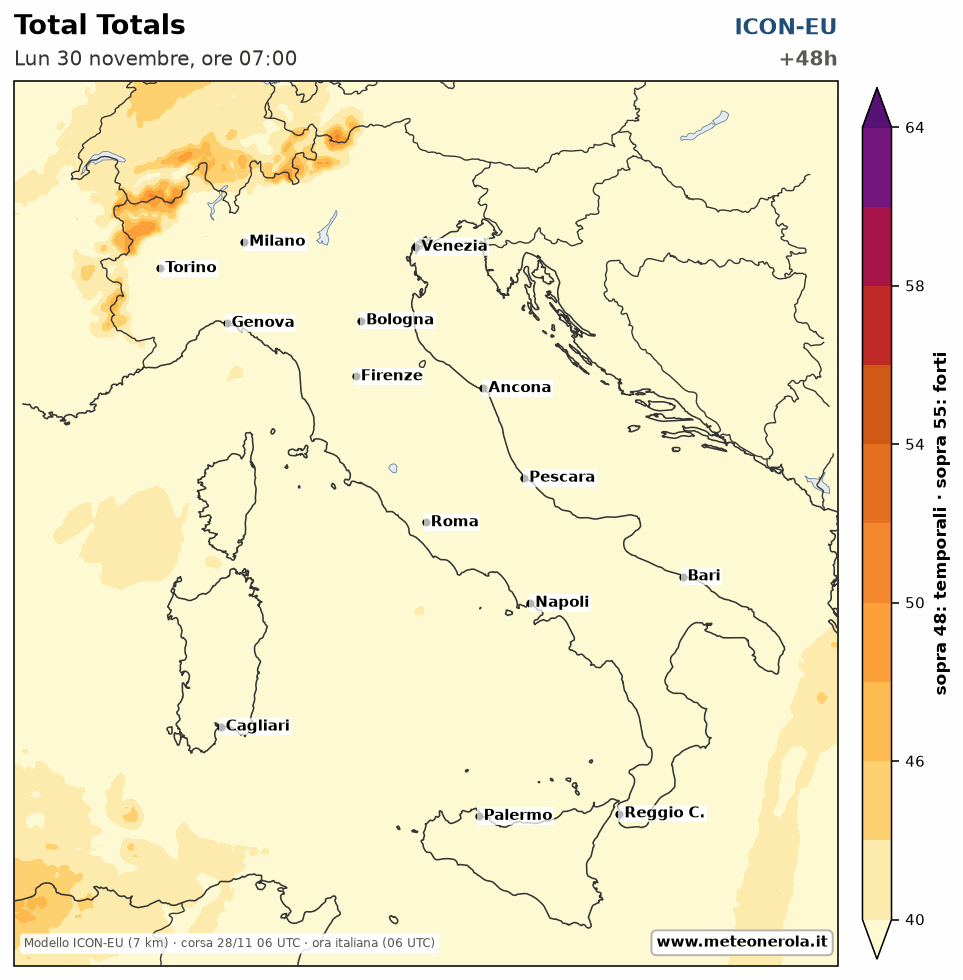 Total Totals
ICON-EU
Lun 30 novembre, ore 07:00
+48h
64
58
54
50
46
40
sopra 48: temporali · sopra 55: forti
Milano
Venezia
Torino
Genova
Bologna
Firenze
Ancona
Pescara
Roma
Bari
Napoli
Cagliari
Palermo
Reggio C.
Modello ICON-EU (7 km) · corsa 28/11 06 UTC · ora italiana (06 UTC)
www.meteonerola.it